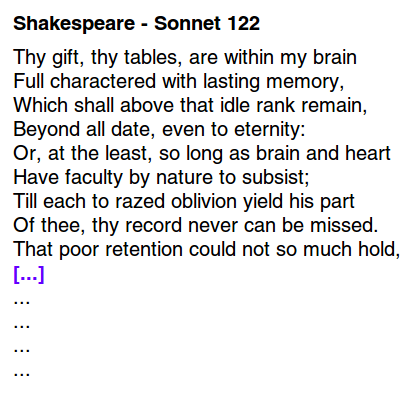 Shakespeare - Sonnet 122
Thy gift, thy tables, are within my brain
Full charactered with lasting memory,
Which shall above that idle rank remain,
Beyond all date, even to eternity:
Or, at the least, so long as brain and heart
Have faculty by nature to subsist;
Till each to razed oblivion yield his part
Of thee, thy record never can be missed.
That poor retention could not so much hold,
[...]
...
...
...
...